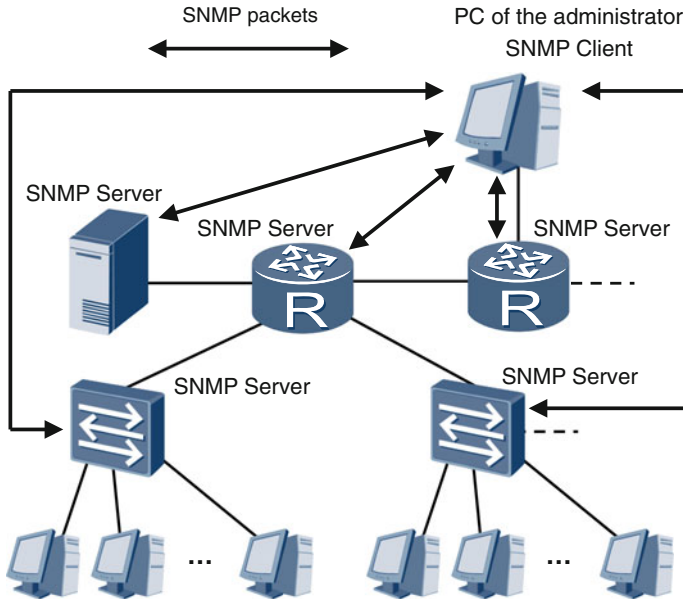 SNMP packets
PC of the administrator
SNMP Client
SNMP Server
SNMP Server
SNMP Server
R
R
SNMP Server
SNMP Server
...
...